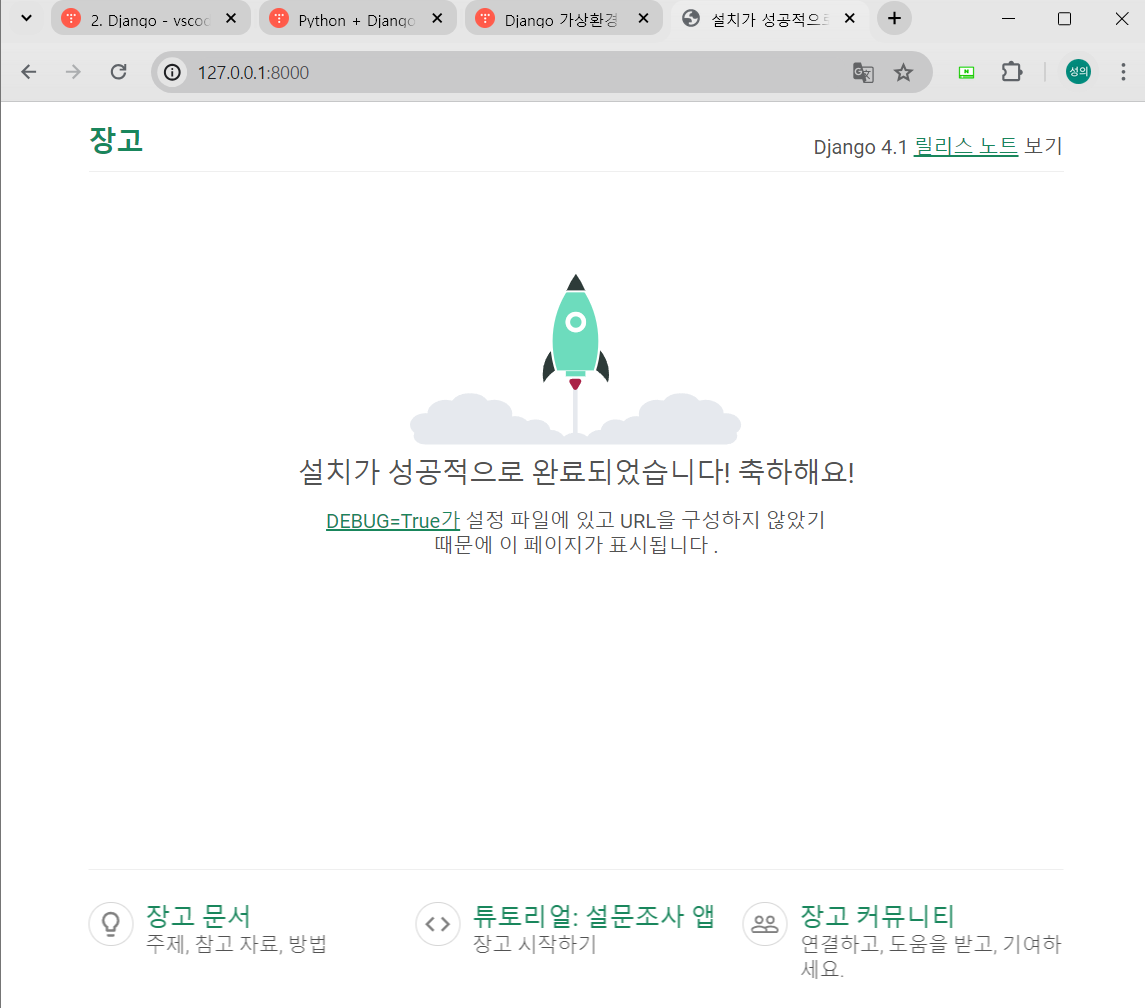 2. Django - vscod
Python + Django
Django 가상환경
설치가 성공적으로
127.0.0.1:8000
성의
장고
Django 4.1 릴리스 노트 보기
설치가 성공적으로 완료되었습니다! 축하해요!
DEBUG=True가 설정 파일에 있고 URL을 구성하지 않았기
때문에 이 페이지가 표시됩니다 .
장고 문서
주제, 참고 자료, 방법
튜토리얼: 설문조사 앱
장고 시작하기
장고 커뮤니티
연결하고, 도움을 받고, 기여하
세요.